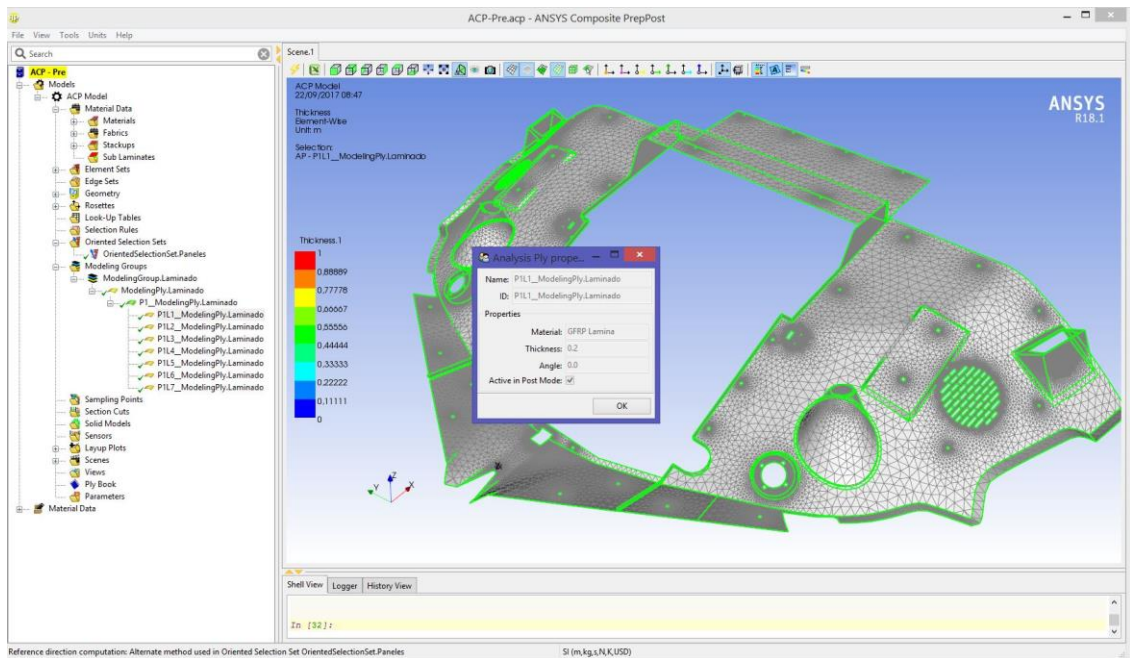 ACP-Pre.acp - ANSYS Composite PrepPost
File View Tools Units Help
Search
ACP - Pre
Models
ACP Model
Material Data
Materials
Fabrics
Stackups
Sub Laminates
Element Sets
Edge Sets
Geometry
Rosettes
Look-Up Tables
Selection Rules
Oriented Selection Sets
OrientedSelectionSet.Paneles
Modeling Groups
ModelingGroup.Laminado
ModelingPly.Laminado
P1__ModelingPly.Laminado
P1L1__ModelingPly.Laminado
P1L2__ModelingPly.Laminado
P1L3__ModelingPly.Laminado
P1L4__ModelingPly.Laminado
P1L5__ModelingPly.Laminado
P1L6__ModelingPly.Laminado
P1L7__ModelingPly.Laminado
Sampling Points
Section Cuts
Solid Models
Sensors
Layup Plots
Scenes
Views
Ply Book
Parameters
Material Data
Scene.1
ACP Model
22/09/2017 08:47
Thickness
Element-Wise
Unit: m
Selection:
AP - P1L1__ModelingPly.Laminado
ANSYS
R18.1
Thickness.1
1
0,88889
0,77778
0,66667
0,55556
0,44444
0,33333
0,22222
0,11111
0
Analysis Ply prope...
Name: P1L1__ModelingPly.Laminado
ID: P1L1__ModelingPly.Laminado
Properties
Material: GFRP Lamina
Thickness: 0.2
Angle: 0.0
Active in Post Mode:
OK
Z
Y
X
Shell View Logger History View
In [32]:
Reference direction computation: Alternate method used in Oriented Selection Set OrientedSelectionSet.Paneles
SI (m,kg,s,N,K,USD)